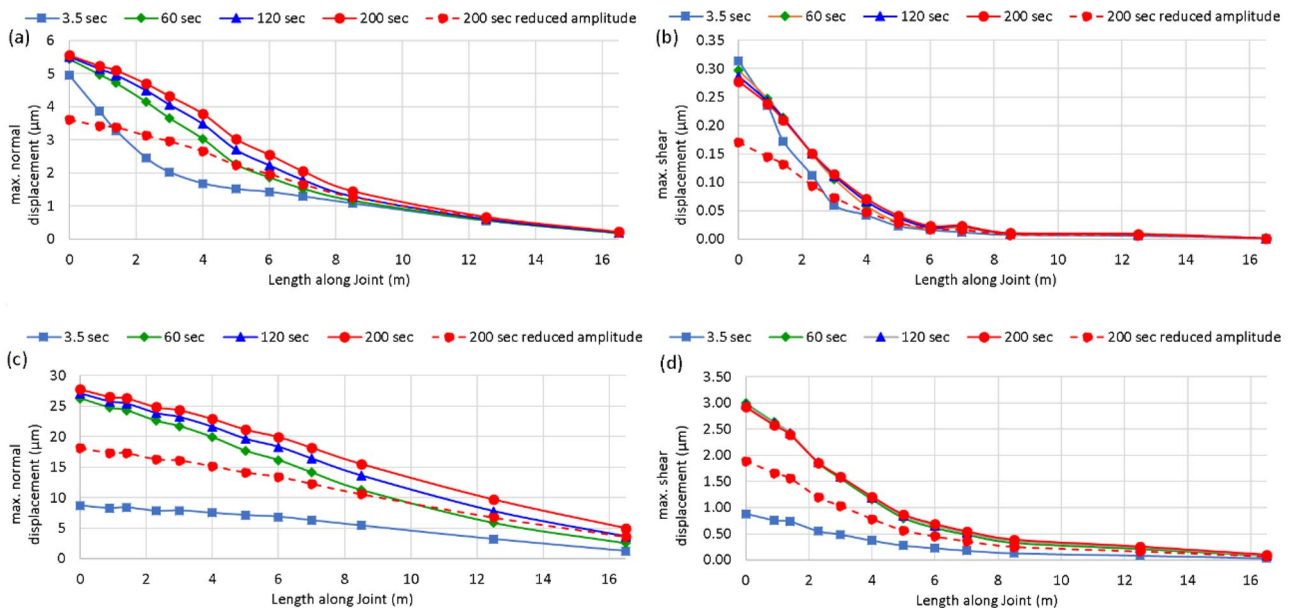 3.5 sec 60 sec 120 sec 200 sec 200 sec reduced amplitude
(a)
6
5
4
3
2
1
0
max. normal
displacement (µm)
0 2 4 6 8 10 12 14 16
Length along Joint (m)
3.5 sec 60 sec 120 sec 200 sec 200 sec reduced amplitude
(b)
0.35
0.30
0.25
0.20
0.15
0.10
0.05
0.00
max. shear
displacement (µm)
0 2 4 6 8 10 12 14 16
Length along Joint (m)
3.5 sec 60 sec 120 sec 200 sec 200 sec reduced amplitude
(c)
30
25
20
15
10
5
0
max. normal
displacement (µm)
0 2 4 6 8 10 12 14 16
Length along Joint (m)
3.5 sec 60 sec 120 sec 200 sec 200 sec reduced amplitude
(d)
3.50
3.00
2.50
2.00
1.50
1.00
0.50
0.00
max. shear
displacement (µm)
0 2 4 6 8 10 12 14 16
Length along Joint (m)